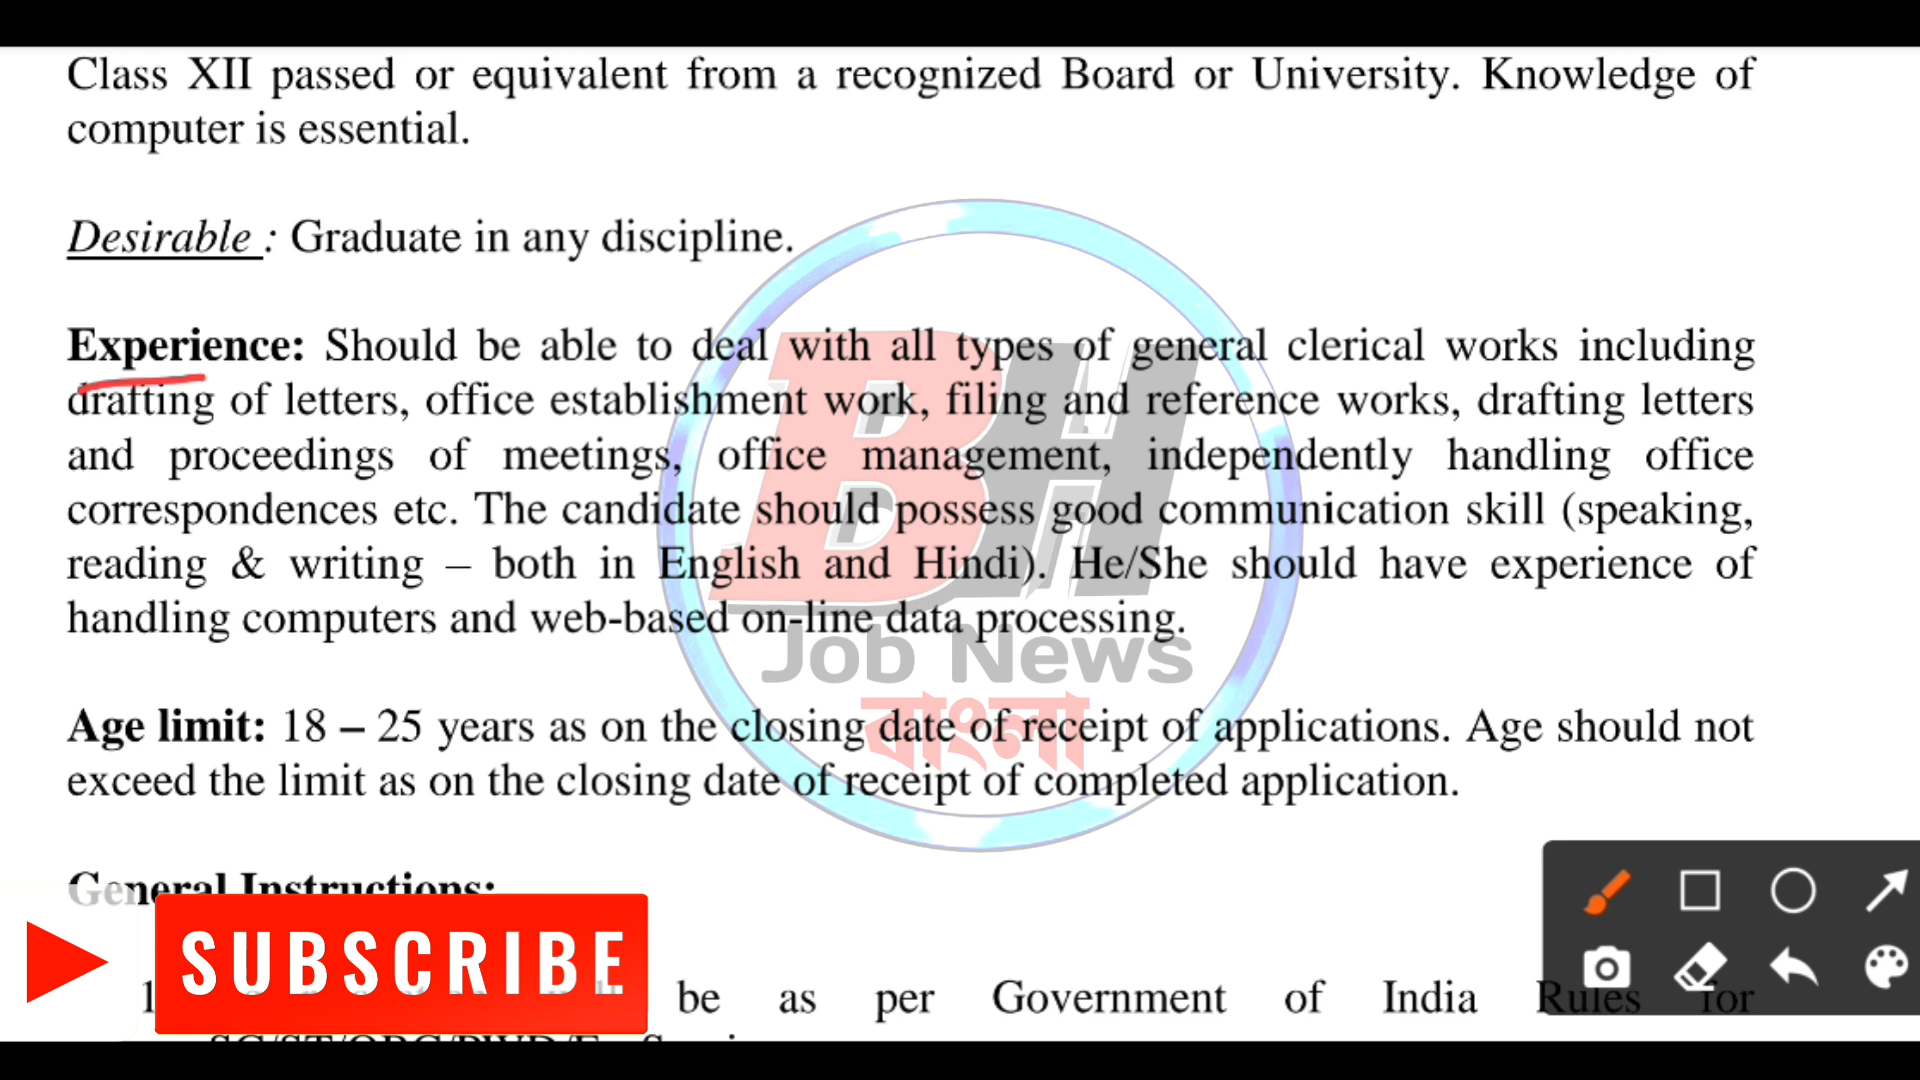 Class XII passed or equivalent from a recognized Board or University. Knowledge of
computer is essential.
Desirable : Graduate in any discipline.
Experience: Should be able to deal with all types of general clerical works including
drafting of letters, office establishment work, filing and reference works, drafting letters
and proceedings of meetings, office management, independently handling office
correspondences etc. The candidate should possess good communication skill (speaking,
reading & writing – both in English and Hindi). He/She should have experience of
handling computers and web-based on-line data processing.
BH
Job News
বাংলা
Age limit: 18 – 25 years as on the closing date of receipt of applications. Age should not
exceed the limit as on the closing date of receipt of completed application.
General Instructions:
SUBSCRIBE
1 be as per Government of India Rules for
SC/ST/OBC/PWD/E